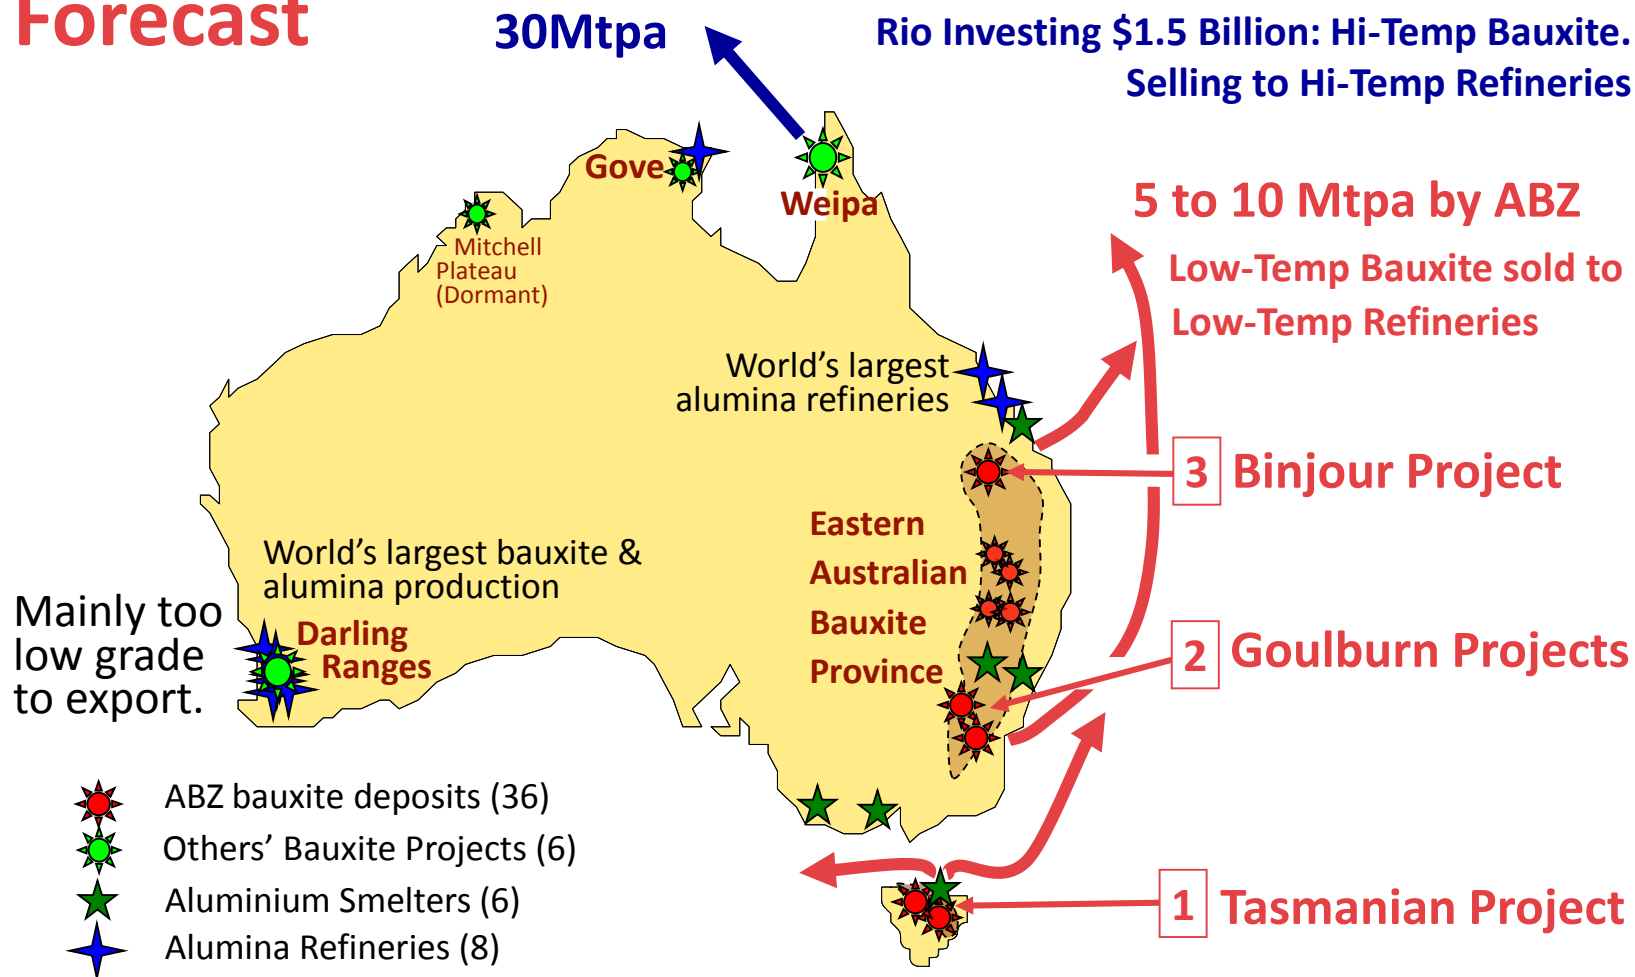 Forecast
30Mtpa
Rio Investing $1.5 Billion: Hi-Temp Bauxite.
Selling to Hi-Temp Refineries
Gove
Weipa
5 to 10 Mtpa by ABZ
Mitchell
Plateau
(Dormant)
Low-Temp Bauxite sold to
Low-Temp Refineries
World's largest
alumina refineries
3 Binjour Project
Eastern
Australian
Bauxite
Province
World's largest bauxite &
alumina production
Mainly too
low grade
to export.
Darling
Ranges
2 Goulburn Projects
ABZ bauxite deposits (36)
Others' Bauxite Projects (6)
Aluminium Smelters (6)
Alumina Refineries (8)
1 Tasmanian Project